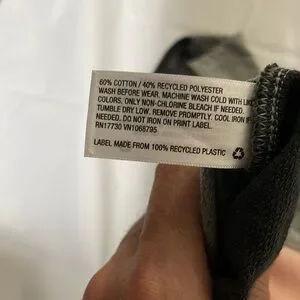 60% COTTON / 40% RECYCLED POLYESTER
WASH BEFORE WEAR. MACHINE WASH COLD WITH LIKE
COLORS, ONLY NON-CHLORINE BLEACH IF NEEDED.
TUMBLE DRY LOW. REMOVE PROMPTLY. COOL IRON IF
NEEDED. DO NOT IRON ON PRINT LABEL.
RN17730 VN1068795
LABEL MADE FROM 100% RECYCLED PLASTIC